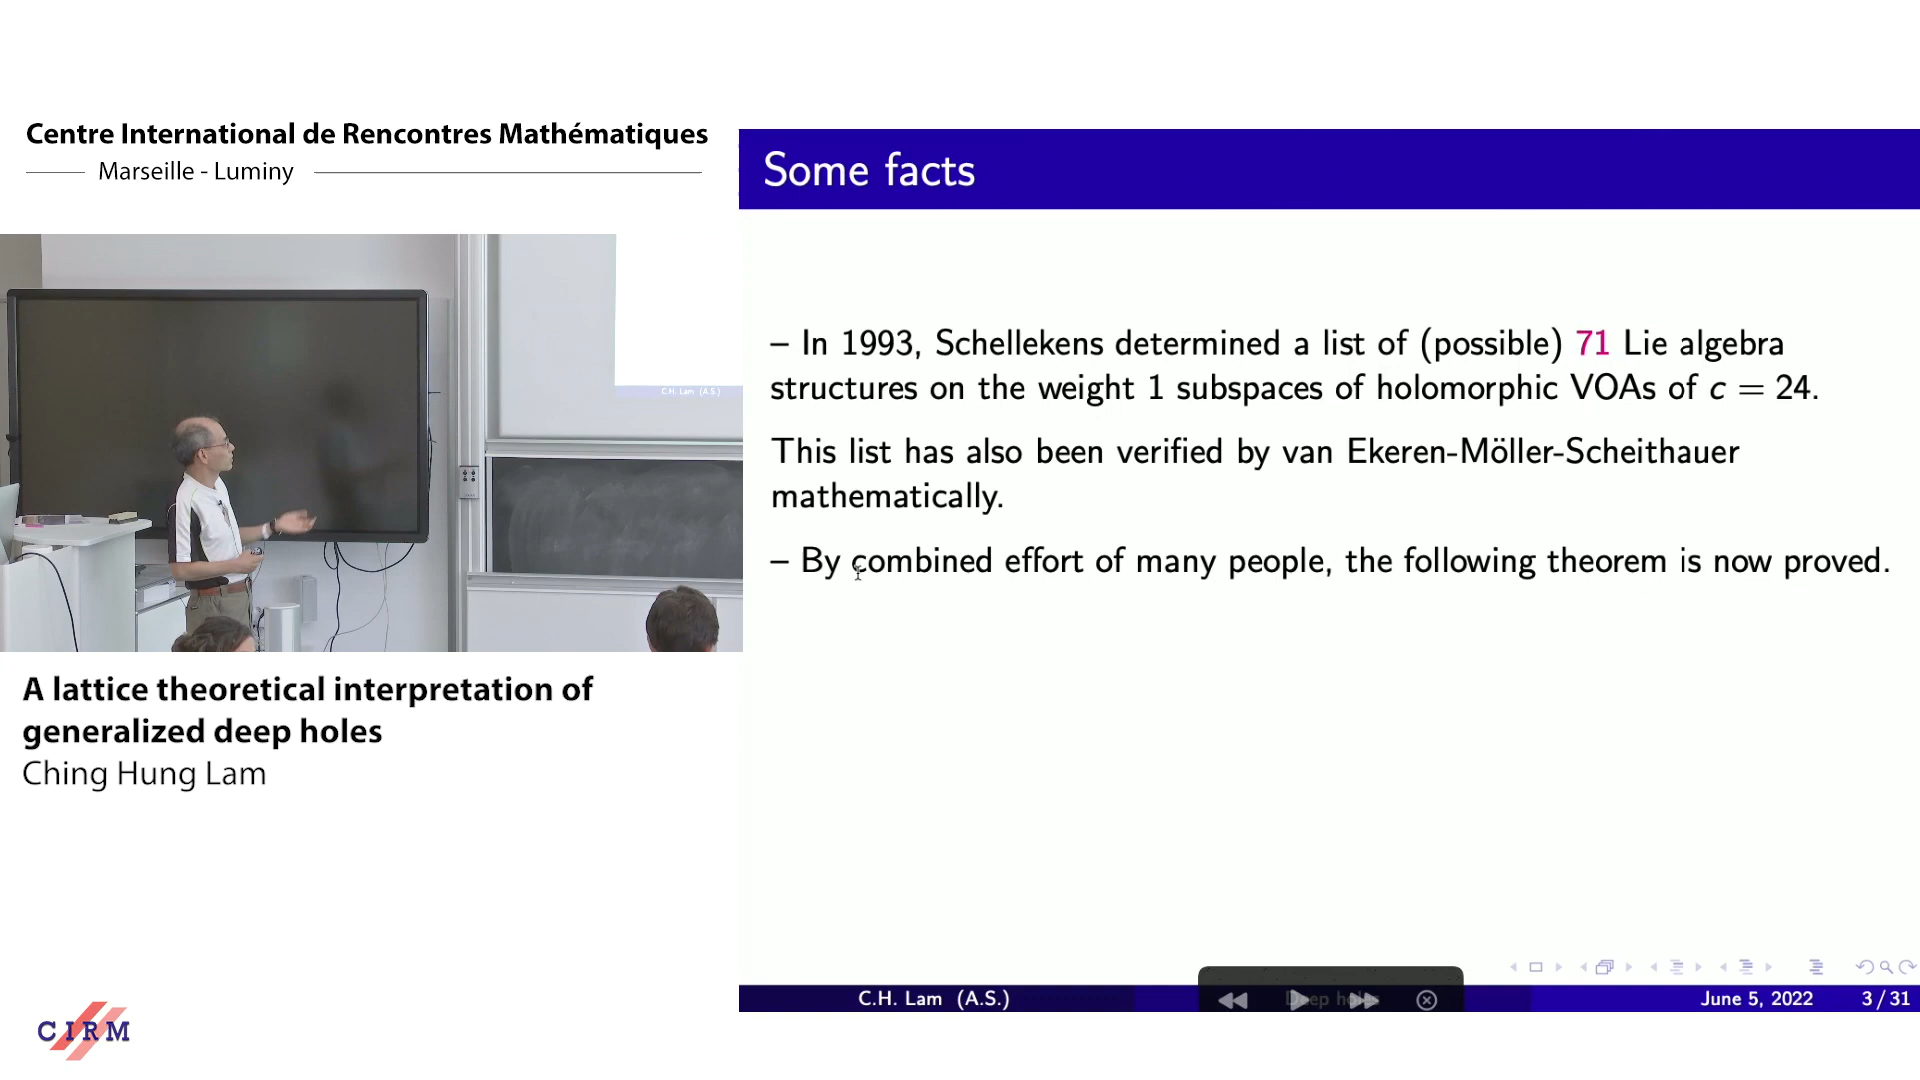 Centre International de Rencontres Mathématiques
Marseille - Luminy
Some facts
– In 1993, Schellekens determined a list of (possible) 71 Lie algebra
structures on the weight 1 subspaces of holomorphic VOAs of c = 24.
This list has also been verified by van Ekeren-Möller-Scheithauer
mathematically.
– By combined effort of many people, the following theorem is now proved.
C.H. Lam (A.S.)
A lattice theoretical interpretation of
generalized deep holes
Ching Hung Lam
CIRM
C.H. Lam (A.S.)
Deep holes
June 5, 2022
3 / 31